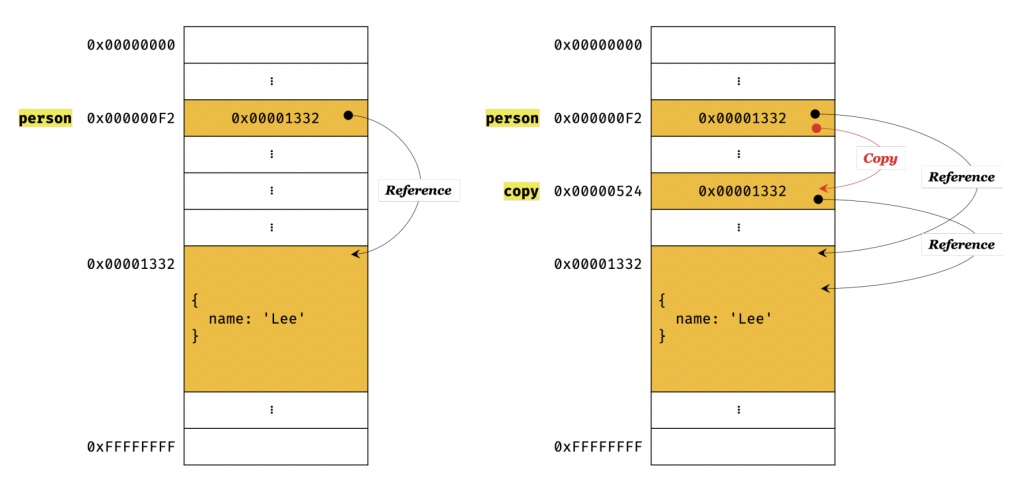 0x00000000
⋮
person 0x000000F2 0x00001332
⋮
Reference
⋮
⋮
0x00001332
{
name: 'Lee'
}
⋮
0xFFFFFFFF
0x00000000
⋮
person 0x000000F2 0x00001332
⋮
Copy
Reference
copy 0x00000524 0x00001332
⋮
Reference
0x00001332
{
name: 'Lee'
}
⋮
0xFFFFFFFF